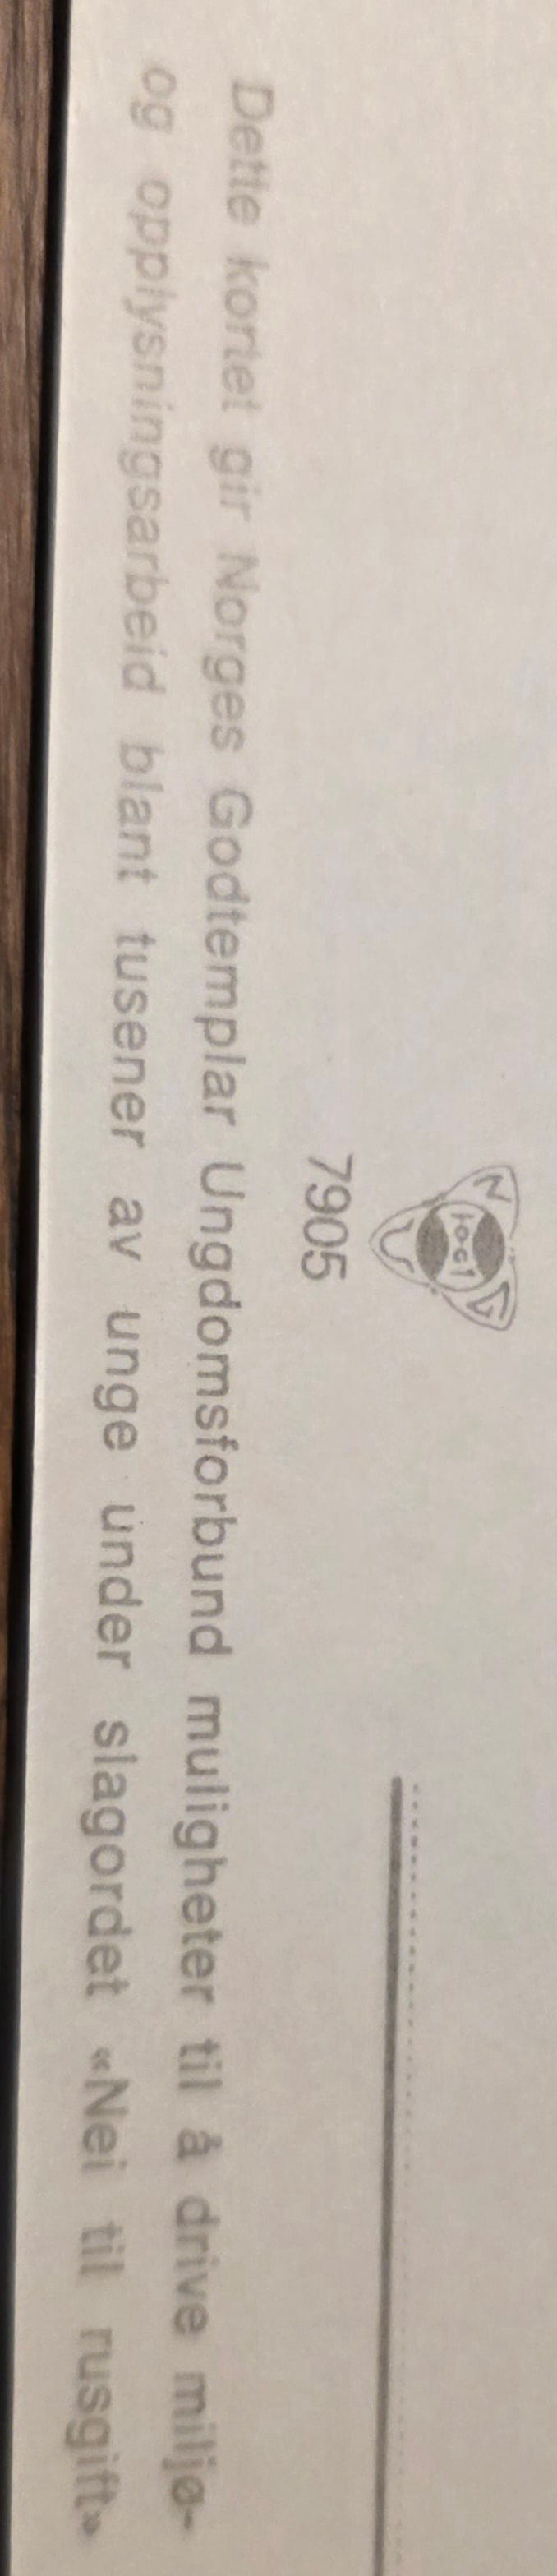 N G U
IOGT
7905
Dette kortet gir Norges Godtemplar Ungdomsforbund muligheter til å drive miljø-
og opplysningsarbeid blant tusener av unge under slagordet «Nei til rusgift»